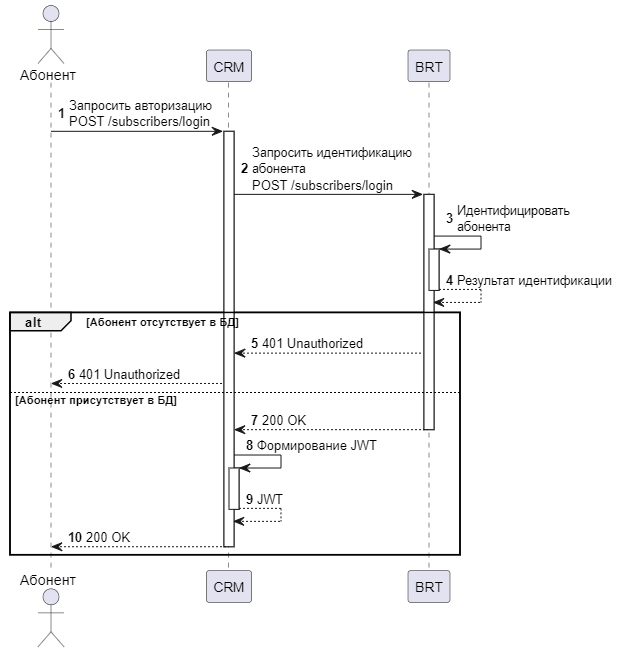 Абонент
CRM
BRT
1 Запросить авторизацию
POST /subscribers/login
2 Запросить идентификацию
абонента
POST /subscribers/login
3 Идентифицировать
абонента
4 Результат идентификации
alt [Абонент отсутствует в БД]
5 401 Unauthorized
6 401 Unauthorized
[Абонент присутствует в БД]
7 200 OK
8 Формирование JWT
9 JWT
10 200 OK
Абонент
CRM
BRT